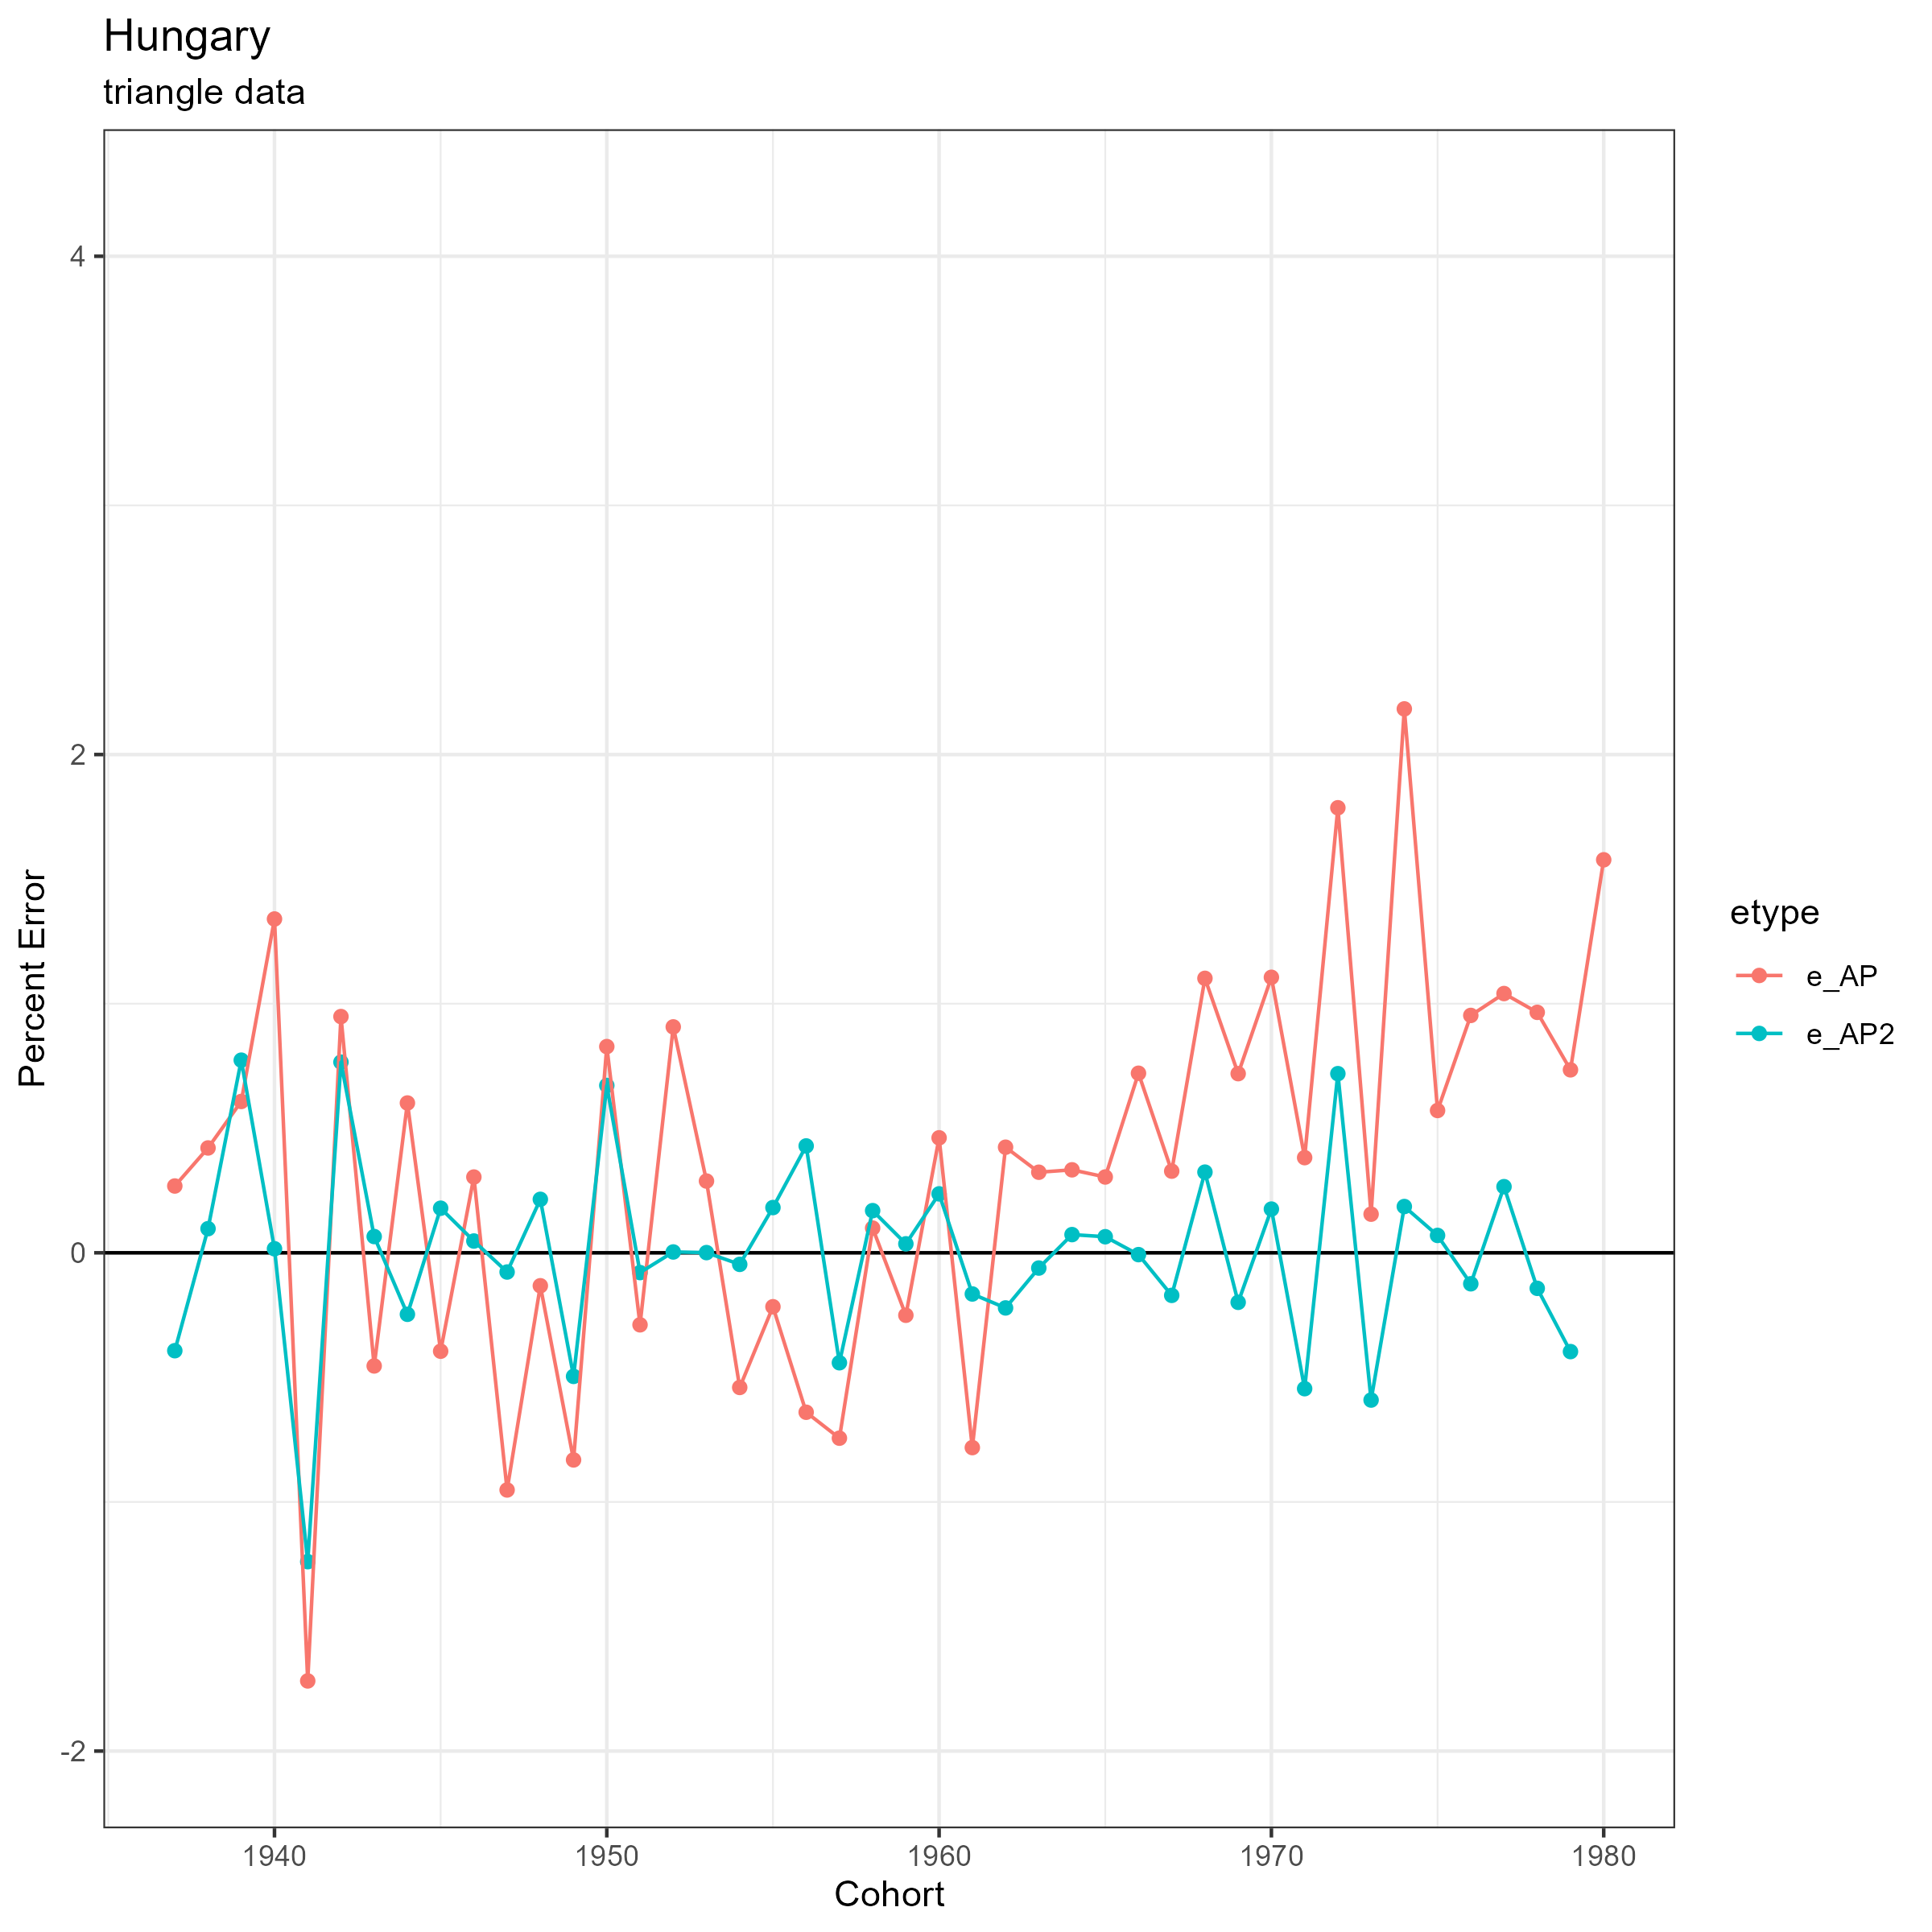 Hungary
triangle data
4
2
0
-2
Percent Error
1940
1950
1960
1970
1980
Cohort
etype
e_AP
e_AP2